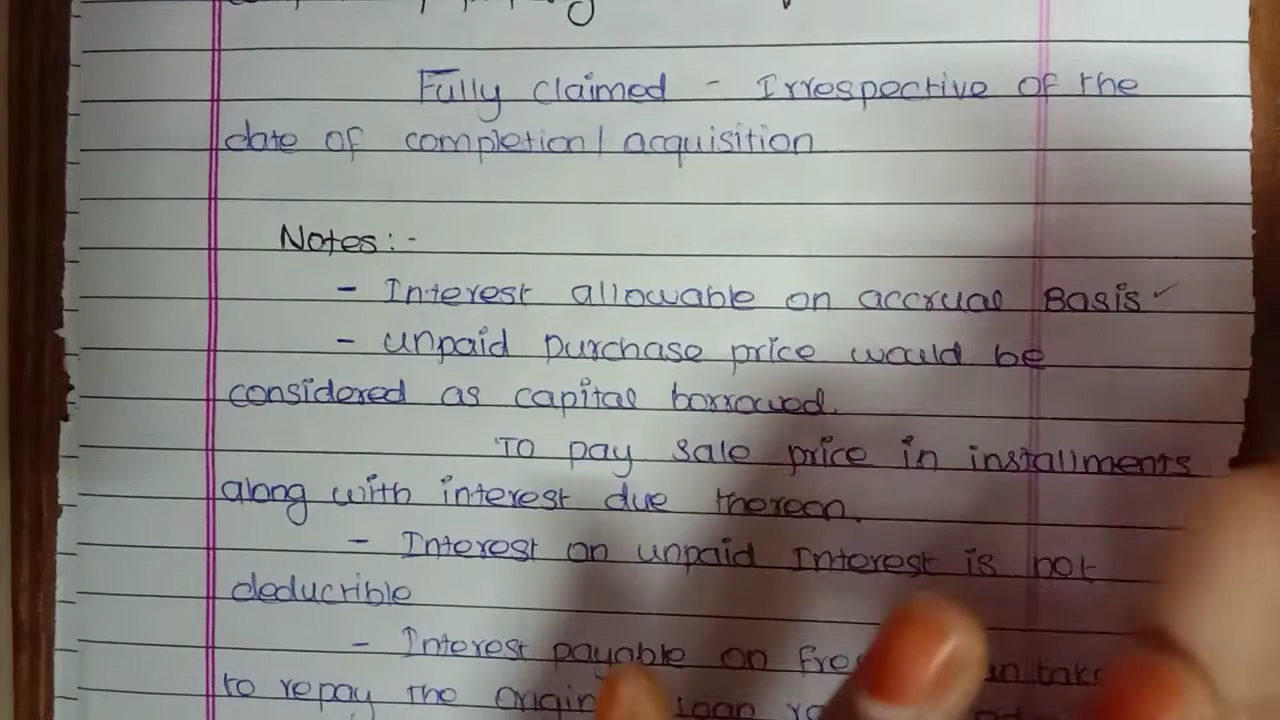 Fully claimed - Irrespective of the
date of completion/ acquisition
Notes:-
- Interest allowable on accrual Basis ✓
- unpaid purchase price would be
considered as capital borrowed.
To pay sale price in installments
along with interest due thereon.
- Interest on unpaid Interest is not
deductible
- Interest payable on
to repay the loan